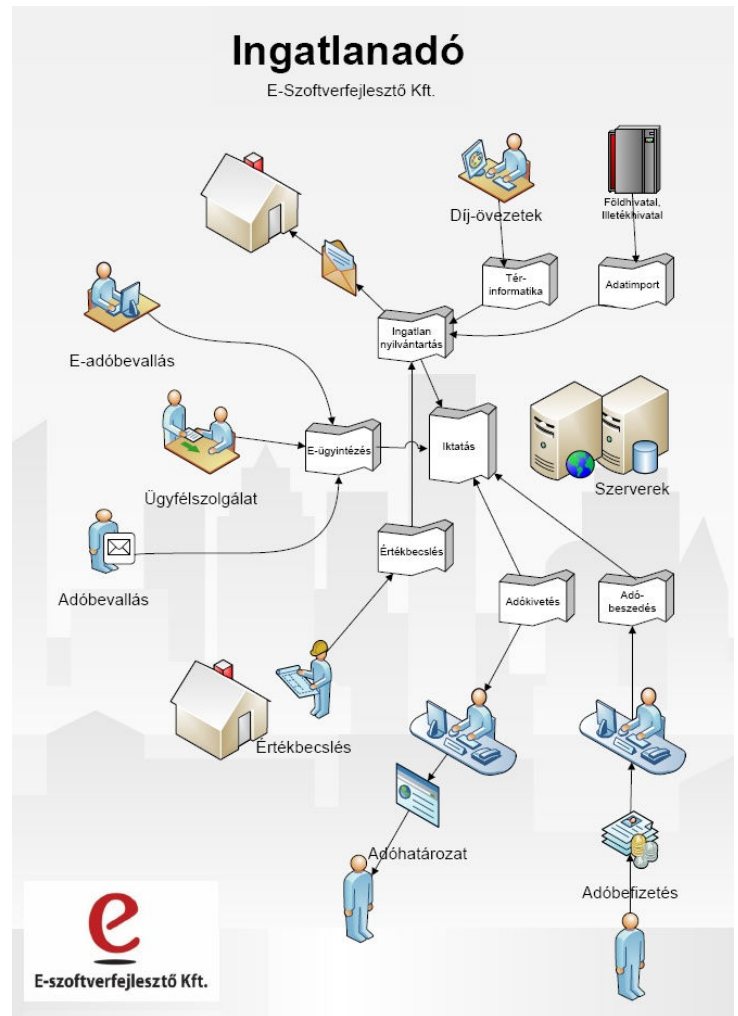 Ingatlanadó
E-Szoftverfejlesztő Kft.
Díj-övezetek
Földhivatal,
Illetékhivatal
Tér-
informatika
Adatimport
Ingatlan
nyilvántartás
E-adóbevallás
E-ügyintézés
Iktatás
Ügyfélszolgálat
Szerverek
Adóbevallás
Értékbecslés
Adókivetés
Adó-
beszedés
Értékbecslés
Adóhatározat
Adóbefizetés
e
E-szoftverfejlesztő Kft.